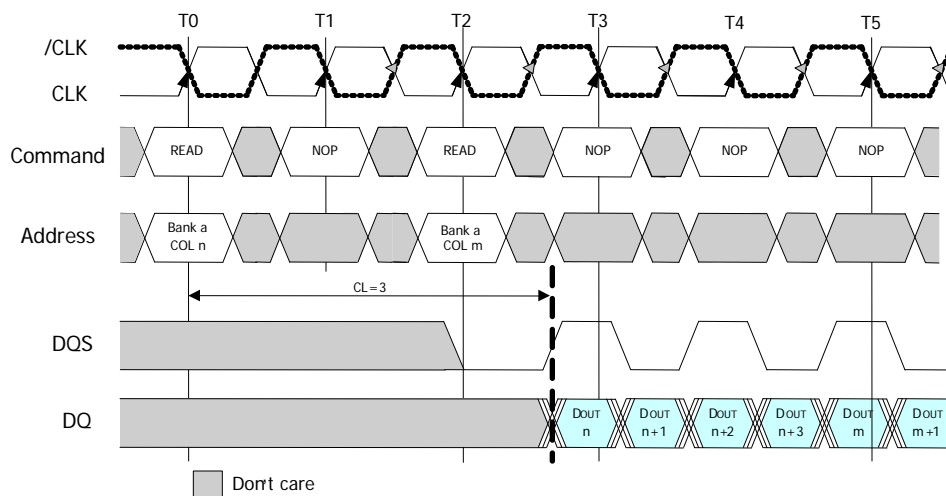 T0 T1 T2 T3 T4 T5
/CLK
CLK
Command READ NOP READ NOP NOP NOP
Address Bank a COL n Bank a COL m
CL=3
DQS
DQ DOUT n DOUT n+1 DOUT n+2 DOUT n+3 DOUT m DOUT m+1
Don't care